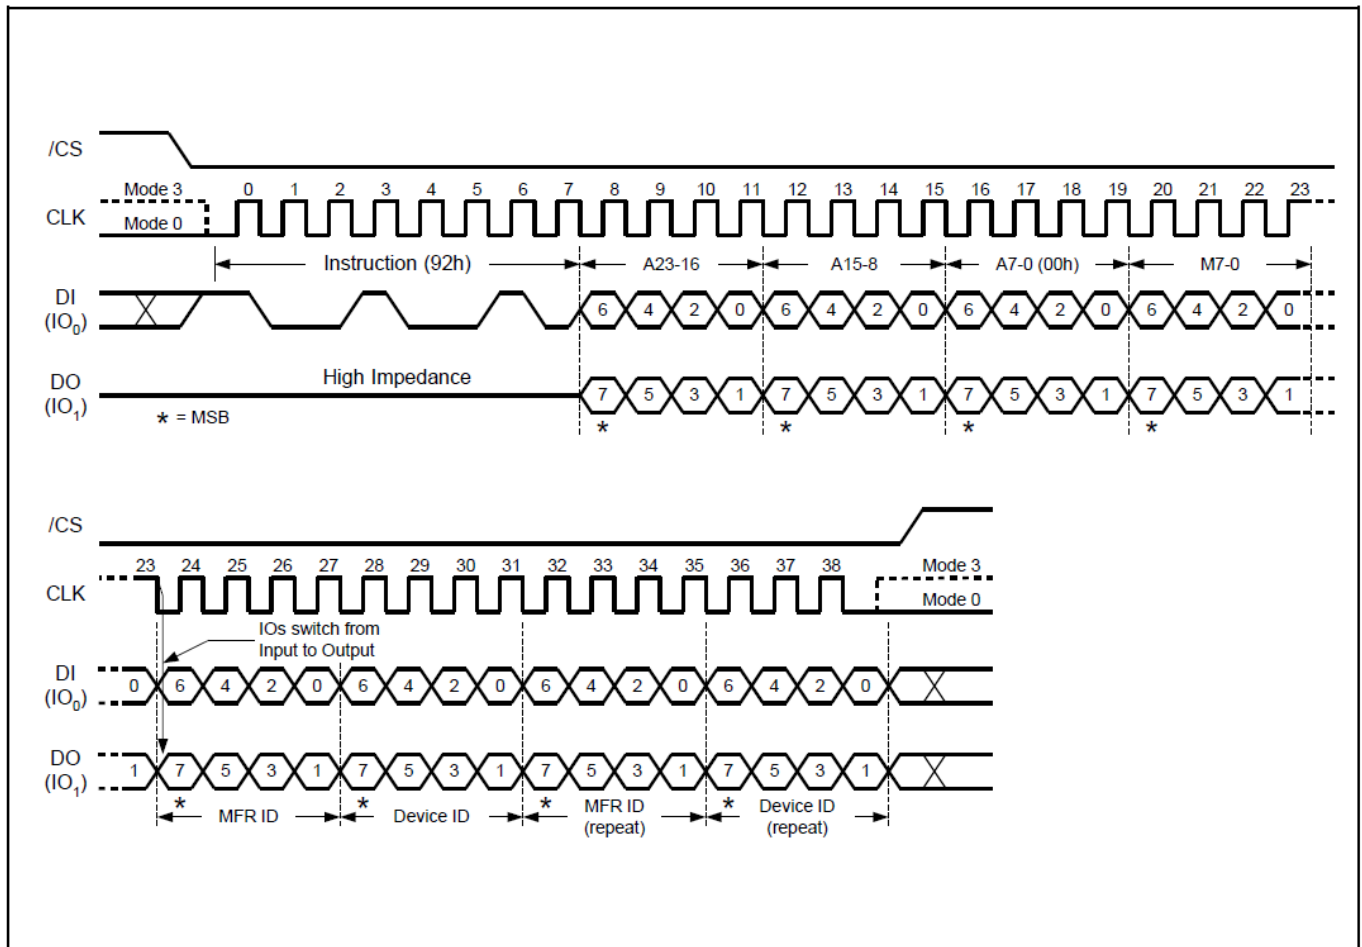 /CS
Mode 3 0 1 2 3 4 5 6 7 8 9 10 11 12 13 14 15 16 17 18 19 20 21 22 23
CLK
Mode 0
Instruction (92h) A23-16 A15-8 A7-0 (00h) M7-0
DI
(IO0) 6 4 2 0 6 4 2 0 6 4 2 0 6 4 2 0
High Impedance
DO
(IO1) 7 5 3 1 7 5 3 1 7 5 3 1 7 5 3 1
* = MSB * * * *
/CS
23 24 25 26 27 28 29 30 31 32 33 34 35 36 37 38 Mode 3
CLK
Mode 0
IOs switch from
Input to Output
DI
(IO0) 0 6 4 2 0 6 4 2 0 6 4 2 0 6 4 2 0
DO
(IO1) 1 7 5 3 1 7 5 3 1 7 5 3 1 7 5 3 1
* * * *
MFR ID Device ID MFR ID Device ID
(repeat) (repeat)